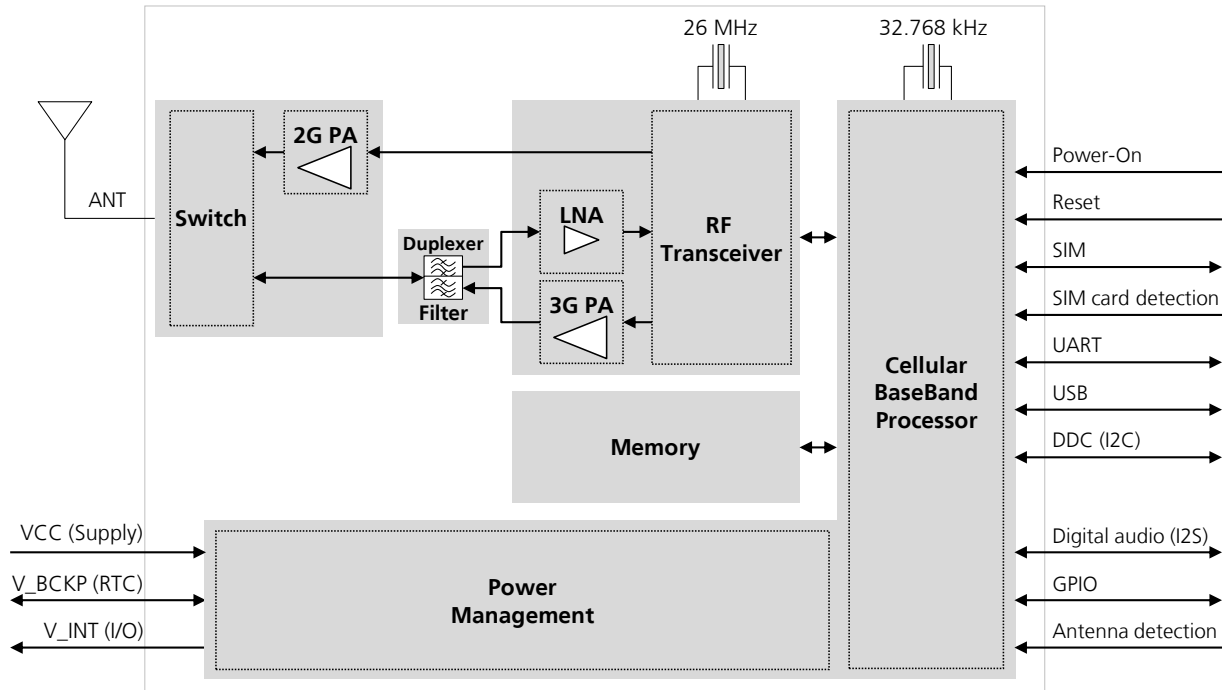 26 MHz
32.768 kHz
2G PA
ANT
Switch
LNA
RF
Transceiver
Duplexer
Filter
3G PA
Cellular
BaseBand
Processor
Memory
Power-On
Reset
SIM
SIM card detection
UART
USB
DDC (I2C)
Digital audio (I2S)
GPIO
Antenna detection
VCC (Supply)
V_BCKP (RTC)
V_INT (I/O)
Power
Management